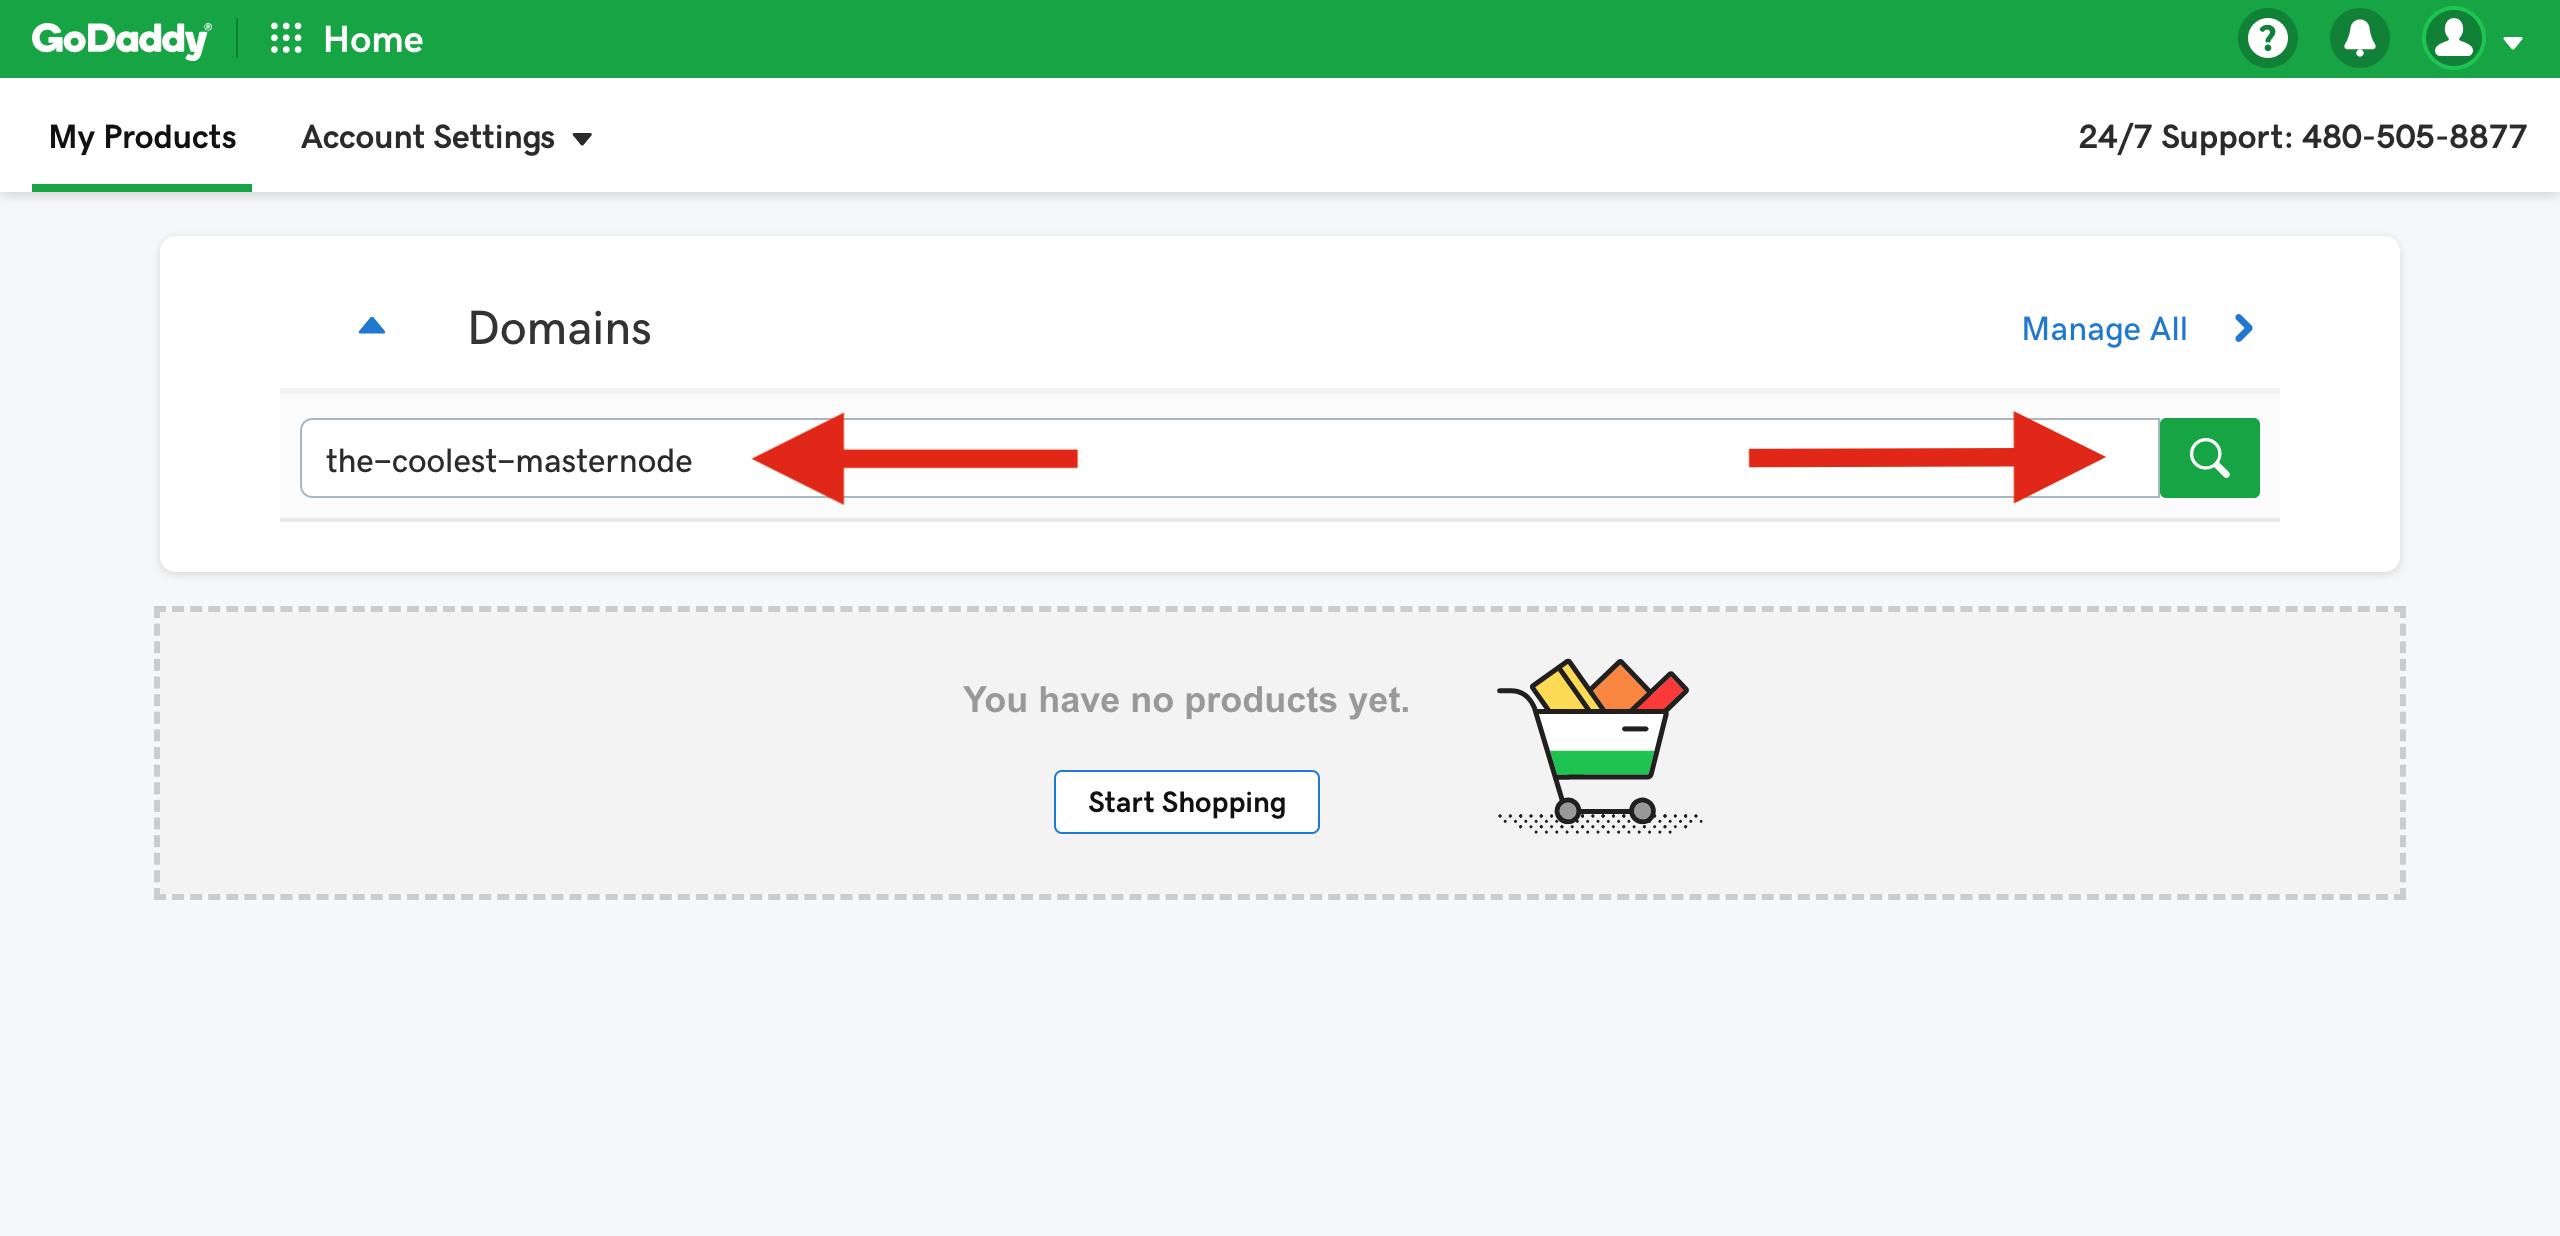 GoDaddy® Home
My Products Account Settings 24/7 Support: 480-505-8877
Domains Manage All
the-coolest-masternode
You have no products yet.
Start Shopping